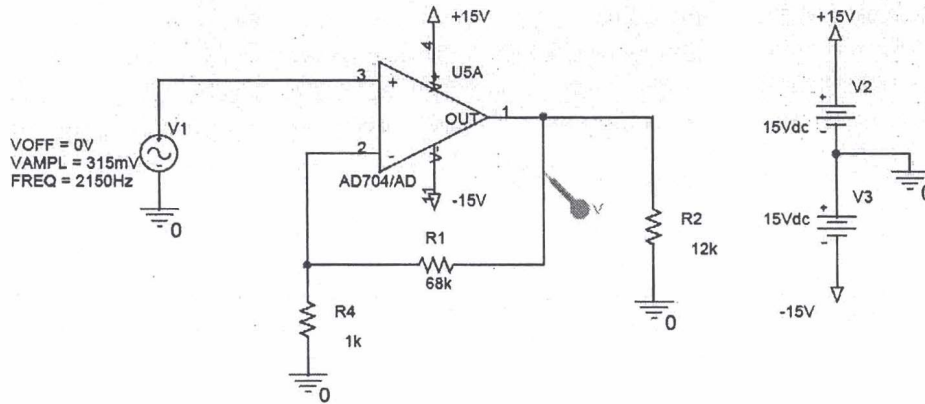 +15V
4
U5A
V+
3
+
OUT
1
V1
VOFF = 0V
VAMPL = 315mV
FREQ = 2150Hz
2
-
V-
AD704/AD
-15V
V
R1
68k
R2
12k
R4
1k
0
0
0
+15V
+
V2
15Vdc
-
0
+
V3
15Vdc
-
-15V